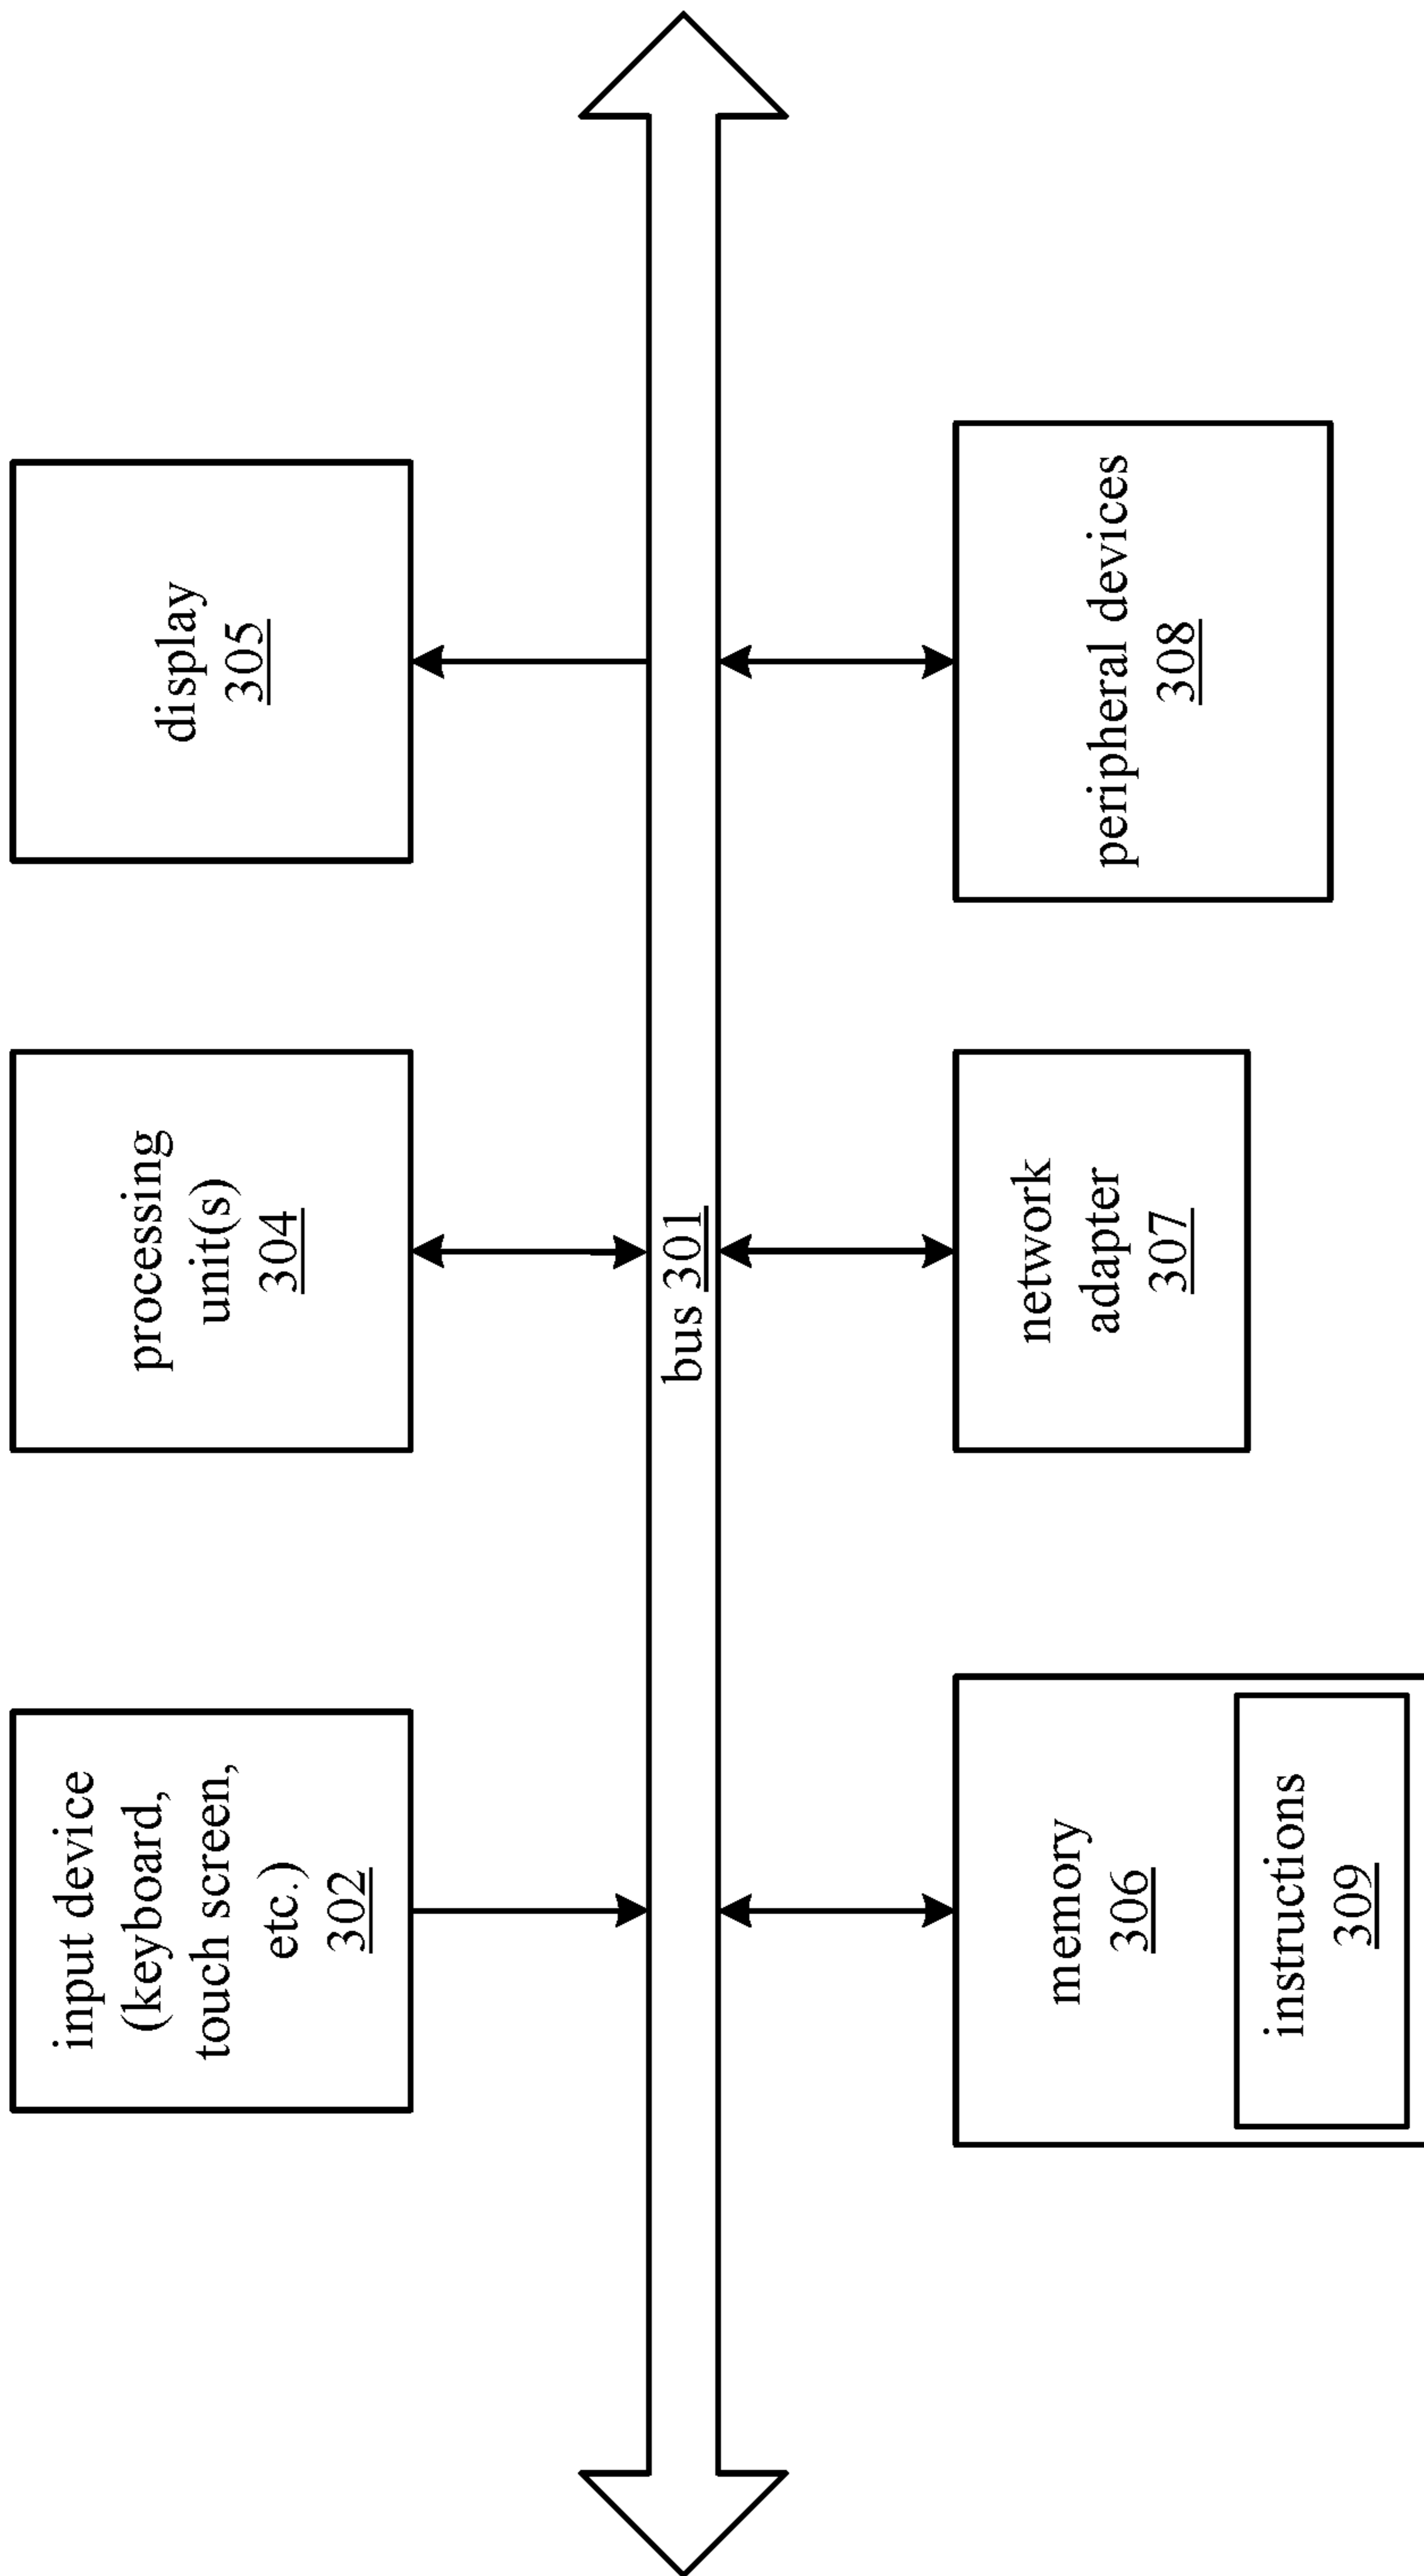 input device
(keyboard,
touch screen,
etc.)
302
processing
unit(s)
304
display
305
bus 301
memory
306
instructions
309
network
adapter
307
peripheral devices
308